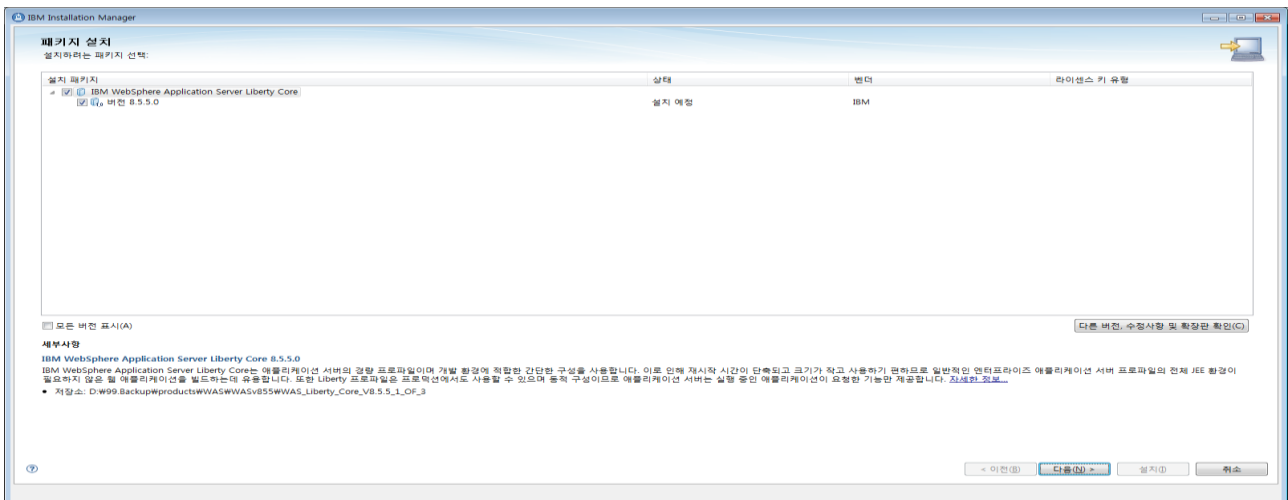 IBM Installation Manager
패키지 설치
설치하려는 패키지 선택:
설치 패키지 상태 벤더 라이센스 키 유형
IBM WebSphere Application Server Liberty Core
버전 8.5.5.0 설치 예정 IBM
모든 버전 표시(A) 다른 버전, 수정사항 및 확장판 확인(C)
세부사항
IBM WebSphere Application Server Liberty Core 8.5.5.0
IBM WebSphere Application Server Liberty Core는 애플리케이션 서버의 경량 프로파일이며 개발 환경에 적합한 간단한 구성을 사용합니다. 이로 인해 재시작 시간이 단축되고 크기가 작고 사용하기 편하므로 일반적인 엔터프라이즈 애플리케이션 서버 프로파일의 전체 JEE 환경이
필요하지 않은 웹 애플리케이션을 빌드하는데 유용합니다. 또한 Liberty 프로파일은 프로덕션에서도 사용할 수 있으며 동적 구성이므로 애플리케이션 서버는 실행 중인 애플리케이션이 요청한 기능만 제공합니다. 자세한 정보...
• 저장소: D:₩99.Backup₩products₩WAS₩WASv855₩WAS_Liberty_Core_V8.5.5_1_OF_3
? < 이전(B) 다음(N) > 설치(I) 취소